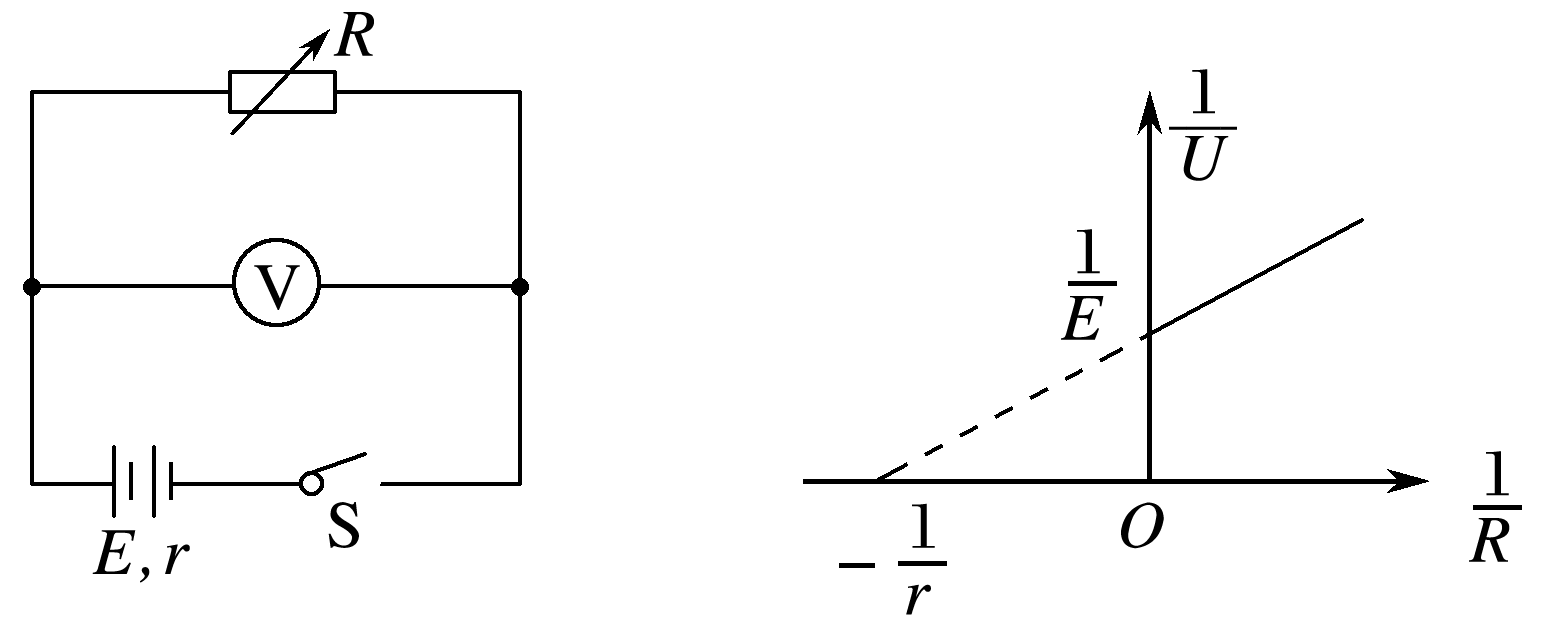 R
V
E, r
S
1/U
1/E
O
1/R
− 1/r